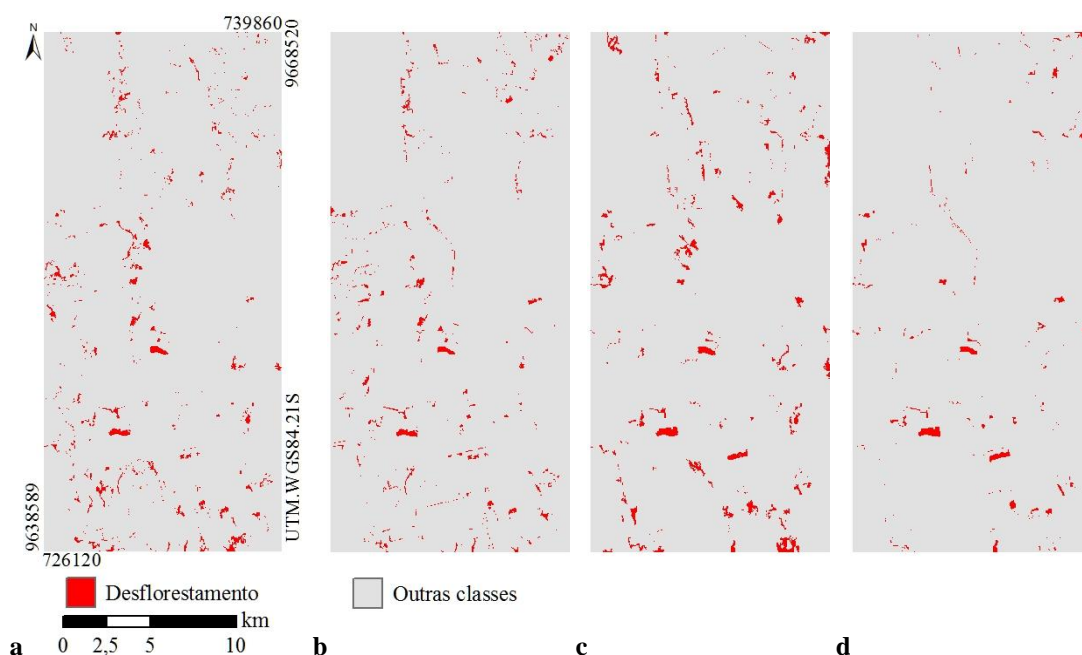 N
739860
9668520
UTM.WGS84.21S
9638589
726120
Desflorestamento
Outras classes
km
0 2,5 5 10
a b c d